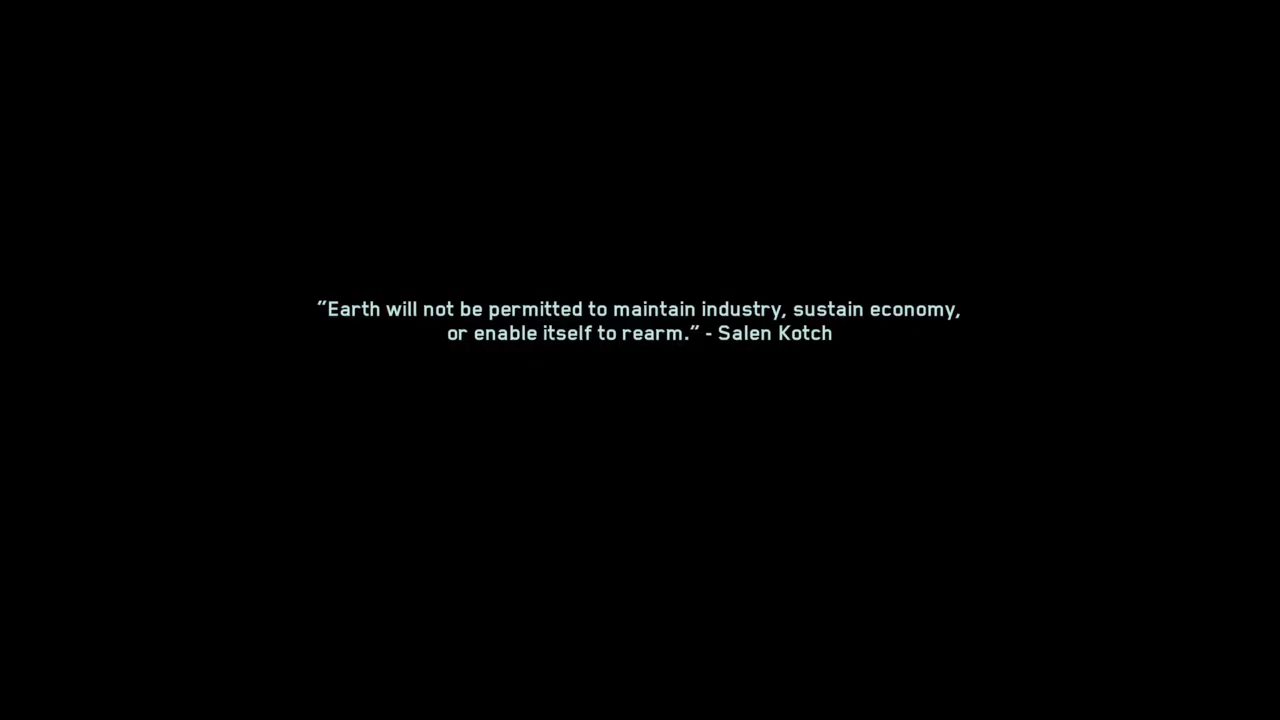 "Earth will not be permitted to maintain industry, sustain economy,
or enable itself to rearm." - Salen Kotch